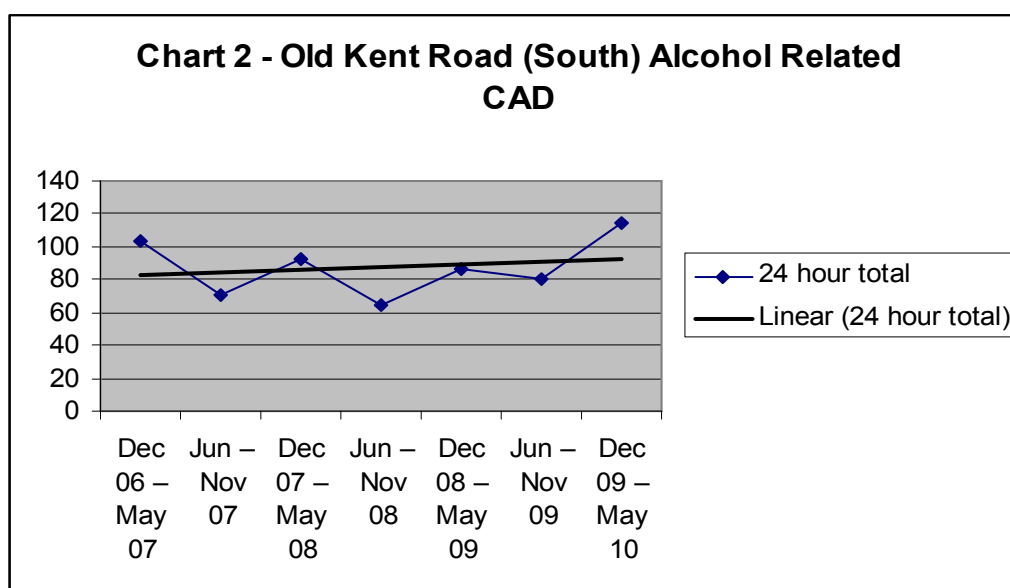 Chart 2 - Old Kent Road (South) Alcohol Related
CAD
140
120
100
80
60
40
20
0
Dec 06 – May 07
Jun – Nov 07
Dec 07 – May 08
Jun – Nov 08
Dec 08 – May 09
Jun – Nov 09
Dec 09 – May 10
24 hour total
Linear (24 hour total)